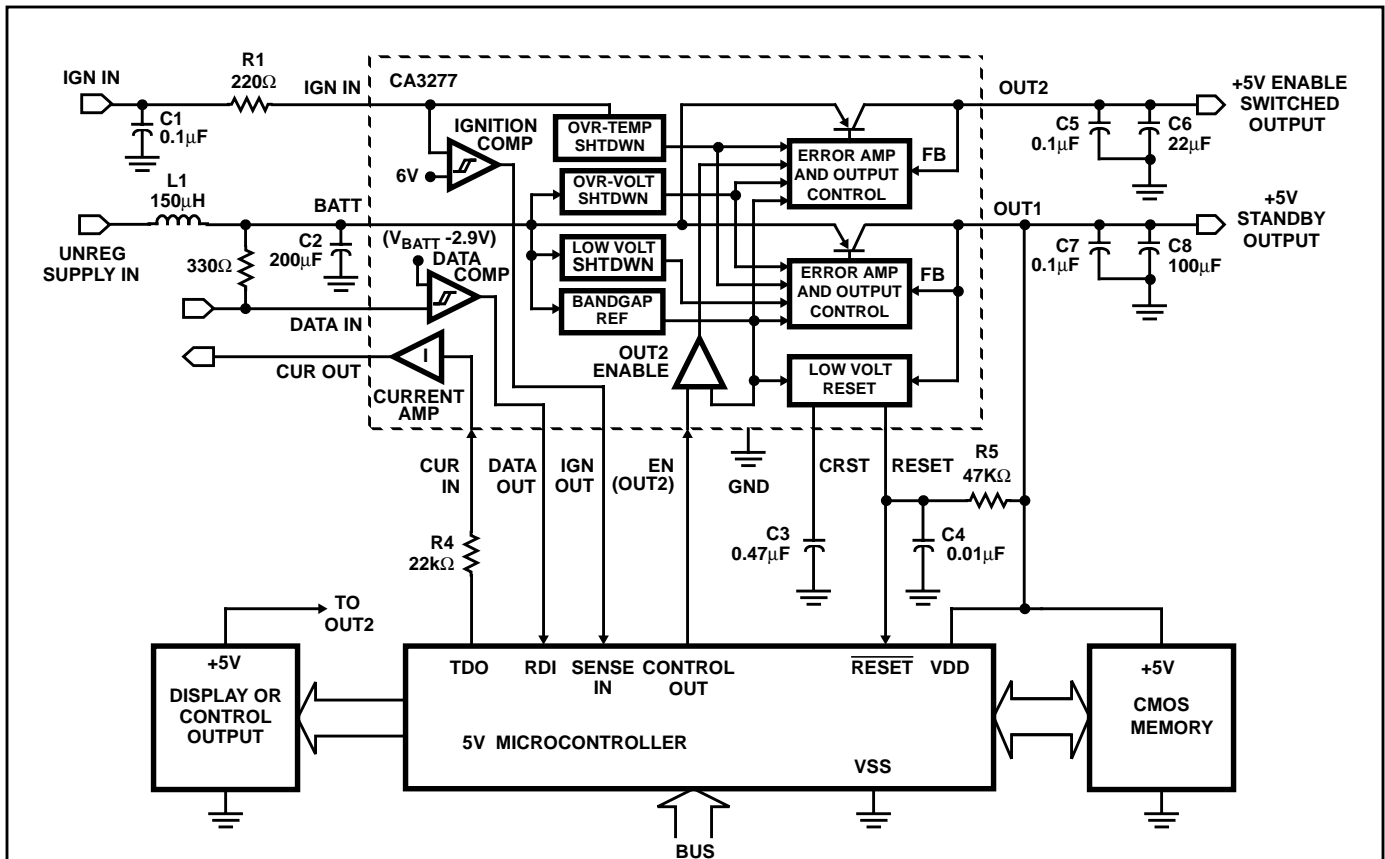 IGN IN
C1
0.1µF
R1
220Ω
IGN IN
CA3277
IGNITION
COMP
6V
OVR-TEMP
SHTDWN
OVR-VOLT
SHTDWN
LOW VOLT
SHTDWN
BANDGAP
REF
ERROR AMP
AND OUTPUT
CONTROL
FB
OUT2
C5
0.1µF
C6
22µF
+5V ENABLE
SWITCHED
OUTPUT
L1
150µH
UNREG
SUPPLY IN
BATT
C2
200µF
330Ω
(VBATT -2.9V)
DATA
COMP
DATA IN
CUR OUT
I
CURRENT
AMP
OUT2
ENABLE
ERROR AMP
AND OUTPUT
CONTROL
FB
OUT1
C7
0.1µF
C8
100µF
+5V
STANDBY
OUTPUT
LOW VOLT
RESET
CUR
IN
DATA
OUT
IGN
OUT
EN
(OUT2)
GND
CRST
RESET
R5
47KΩ
R4
22kΩ
C3
0.47µF
C4
0.01µF
TO
OUT2
+5V
DISPLAY OR
CONTROL
OUTPUT
TDO
RDI
SENSE
IN
CONTROL
OUT
RESET
VDD
5V MICROCONTROLLER
VSS
+5V
CMOS
MEMORY
BUS